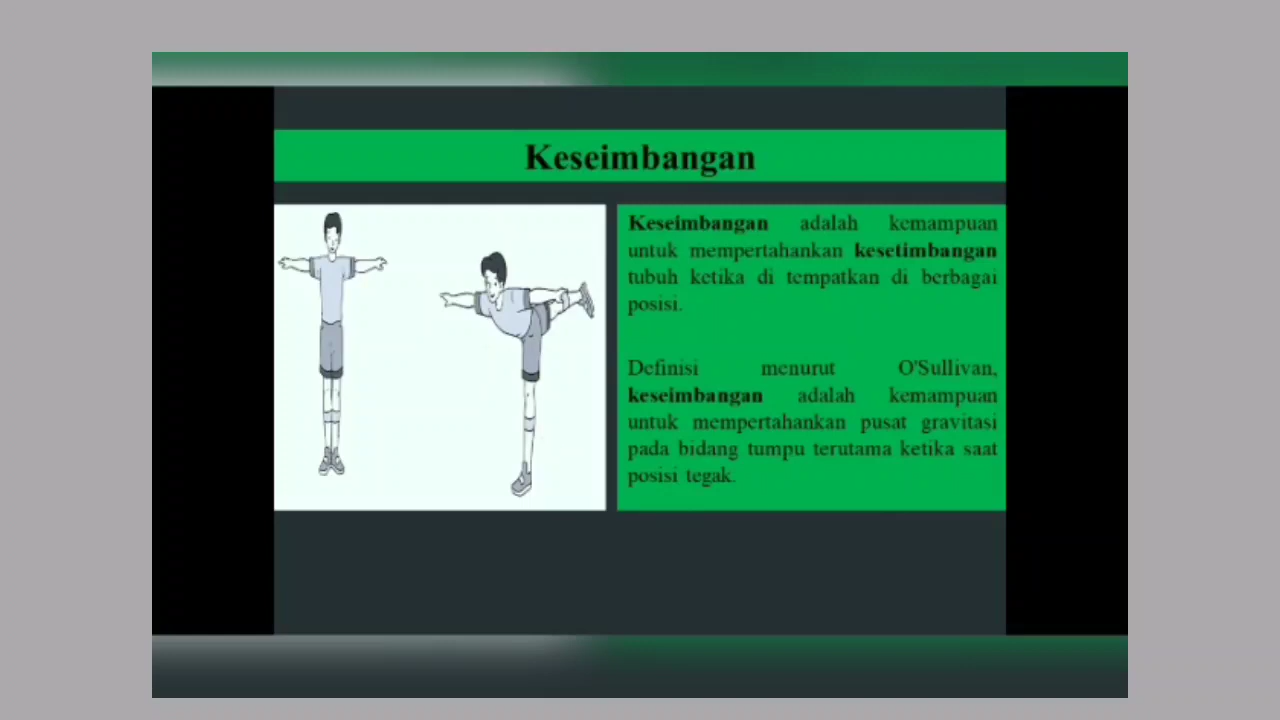 Keseimbangan
Keseimbangan adalah kemampuan
untuk mempertahankan kesetimbangan
tubuh ketika di tempatkan di berbagai
posisi.
Definisi menurut O'Sullivan,
keseimbangan adalah kemampuan
untuk mempertahankan pusat gravitasi
pada bidang tumpu terutama ketika saat
posisi tegak.